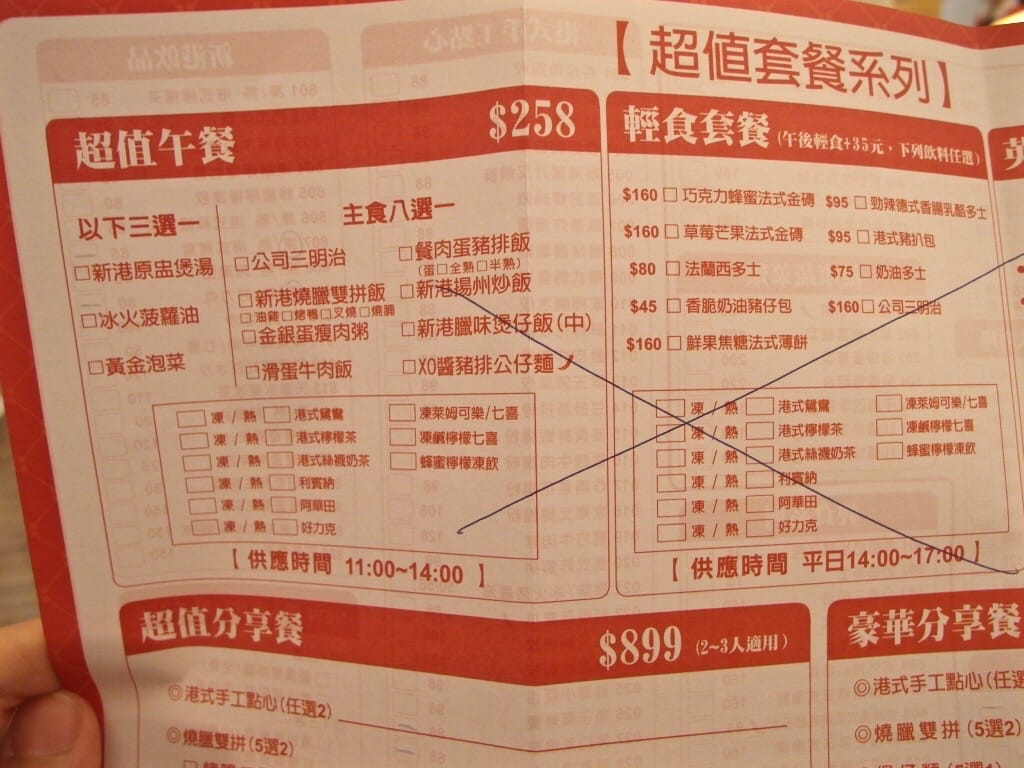 【超值套餐系列】
超值午餐 $258
以下三選一
□新港原盅煲湯
□冰火菠蘿油
□黃金泡菜
主食八選一
□公司三明治
□新港燒臘雙拼飯
□油雞□烤鴨□叉燒□燒腩
□金銀蛋瘦肉粥
□滑蛋牛肉飯
□餐肉蛋豬排飯
(蛋□全熟□半熟)
□新港揚州炒飯
□新港臘味煲仔飯(中)
□XO醬豬排公仔麵
□ 凍 / 熱 □ 港式鴛鴦 □ 凍萊姆可樂/七喜
□ 凍 / 熱 □ 港式檸檬茶 □ 凍鹹檸檬七喜
□ 凍 / 熱 □ 港式絲襪奶茶 □ 蜂蜜檸檬凍飲
□ 凍 / 熱 □ 利賓納
□ 凍 / 熱 □ 阿華田
□ 凍 / 熱 □ 好力克
【 供應時間 11:00~14:00 】
輕食套餐 (午後輕食+35元，下列飲料任選)
$160 □ 巧克力蜂蜜法式金磚 $95 □ 勁辣德式香腸乳酪多士
$160 □ 草莓芒果法式金磚 $95 □ 港式豬扒包
$80 □ 法蘭西多士 $75 □ 奶油多士
$45 □ 香脆奶油豬仔包 $160 □ 公司三明治
$160 □ 鮮果焦糖法式薄餅
□ 凍 / 熱 □ 港式鴛鴦 □ 凍萊姆可樂/七喜
□ 凍 / 熱 □ 港式檸檬茶 □ 凍鹹檸檬七喜
□ 凍 / 熱 □ 港式絲襪奶茶 □ 蜂蜜檸檬凍飲
□ 凍 / 熱 □ 利賓納
□ 凍 / 熱 □ 阿華田
□ 凍 / 熱 □ 好力克
【 供應時間 平日14:00~17:00 】
英
超值分享餐 $899 (2~3人適用)
◎港式手工點心(任選2)
◎燒臘雙拼(5選2)
豪華分享餐
◎港式手工點心(任選
◎燒臘雙拼(5選2)